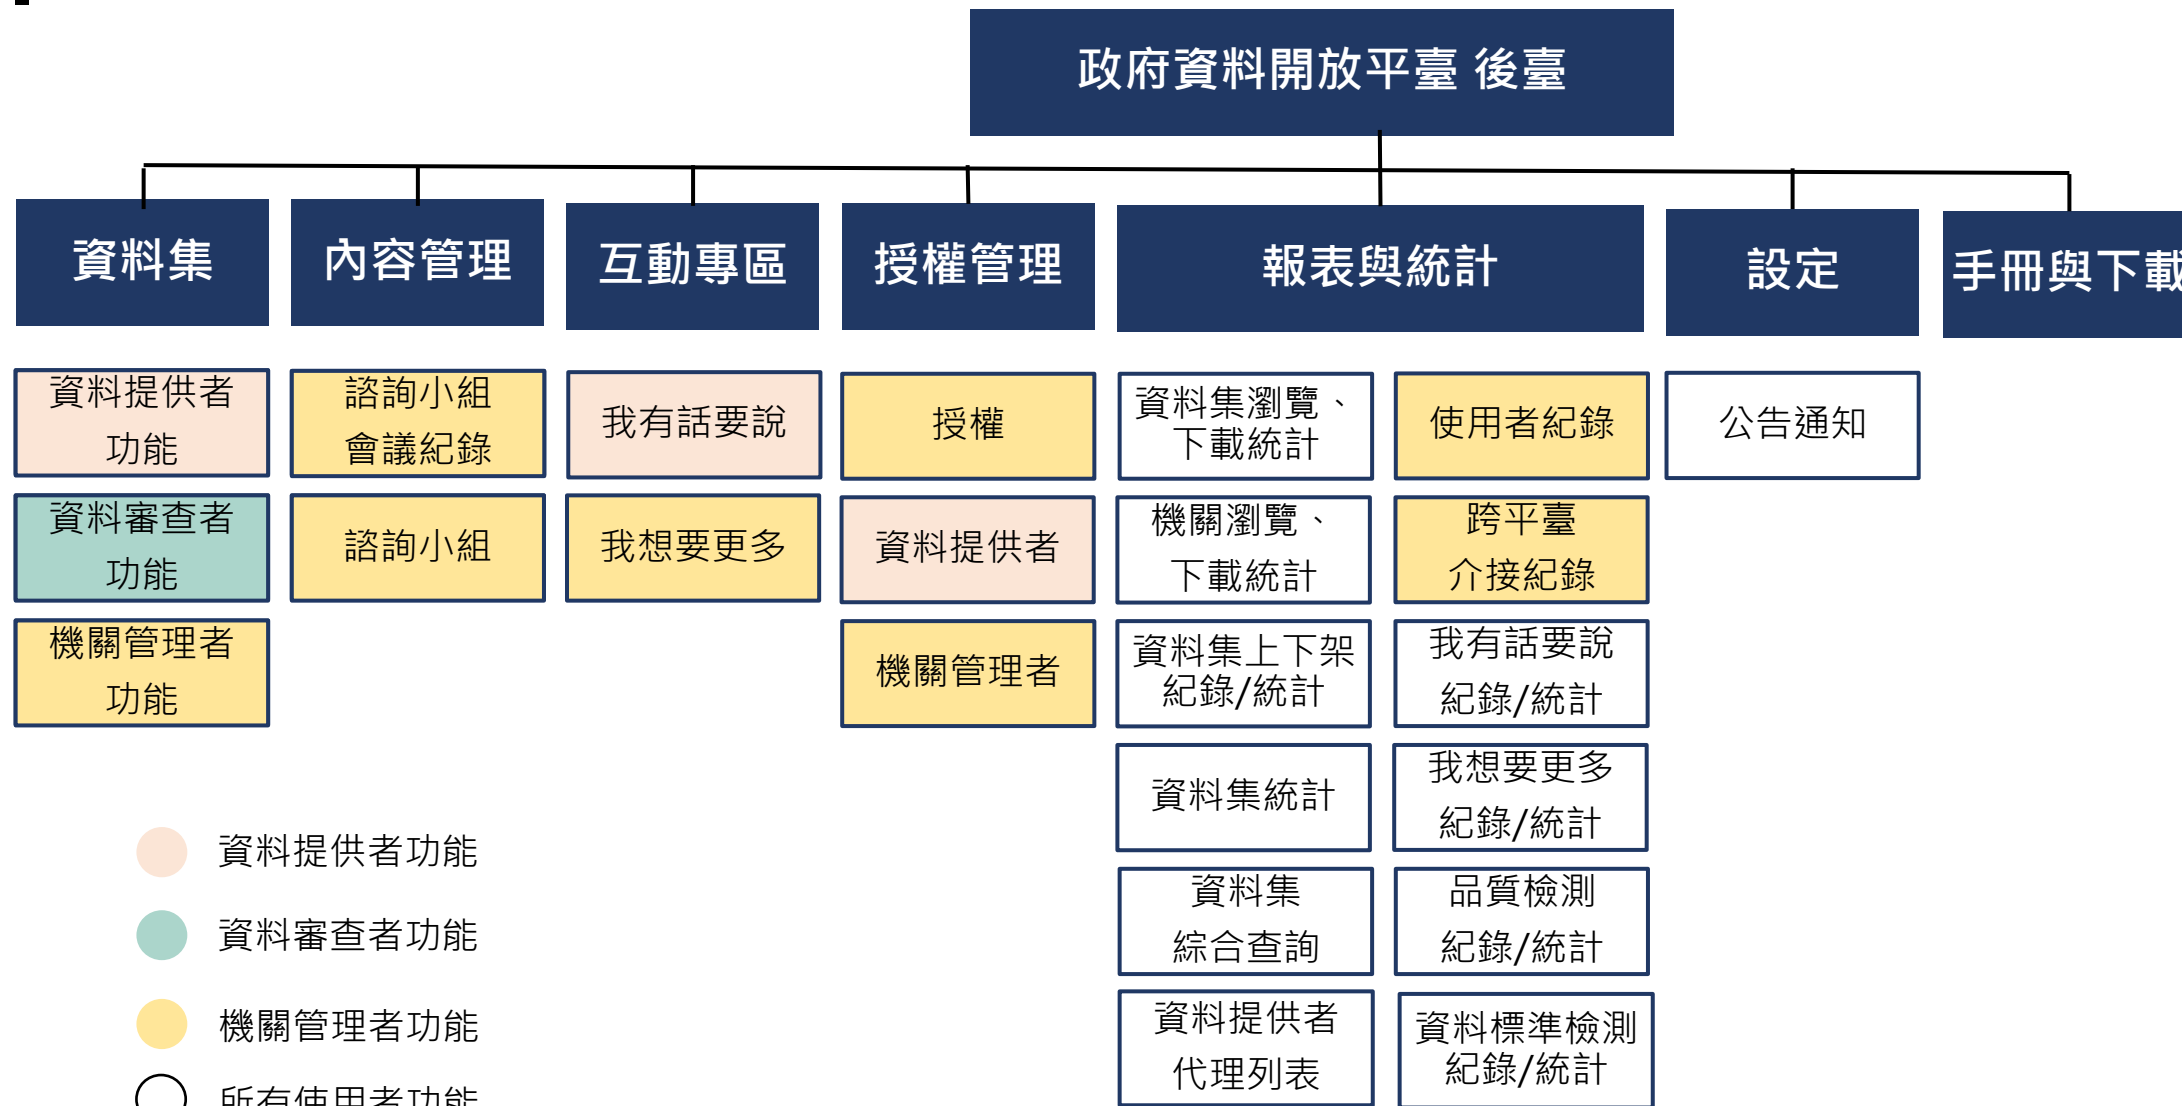 政府資料開放平臺 後臺
資料集
內容管理
互動專區
授權管理
報表與統計
設定
手冊與下載
資料提供者
功能
資料審查者
功能
機關管理者
功能
諮詢小組
會議紀錄
諮詢小組
我有話要說
我想要更多
授權
資料提供者
機關管理者
資料集瀏覽、
下載統計
機關瀏覽、
下載統計
資料集上下架
紀錄/統計
資料集統計
資料集
綜合查詢
資料提供者
代理列表
使用者紀錄
跨平臺
介接紀錄
我有話要說
紀錄/統計
我想要更多
紀錄/統計
品質檢測
紀錄/統計
資料標準檢測
紀錄/統計
公告通知
資料提供者功能
資料審查者功能
機關管理者功能
所有使用者功能